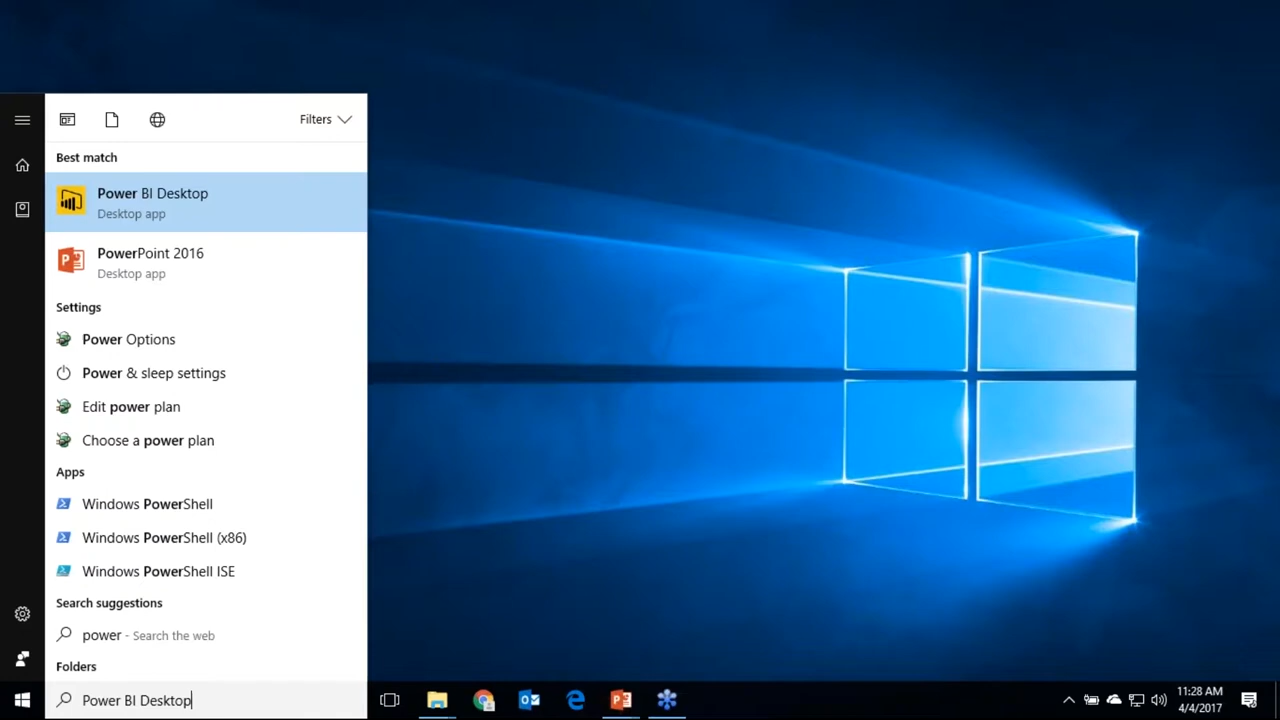 Filters
Best match
Power BI Desktop
Desktop app
PowerPoint 2016
Desktop app
Settings
Power Options
Power & sleep settings
Edit power plan
Choose a power plan
Apps
Windows PowerShell
Windows PowerShell (x86)
Windows PowerShell ISE
Search suggestions
power - Search the web
Folders
Power BI Desktop
11:28 AM
4/4/2017